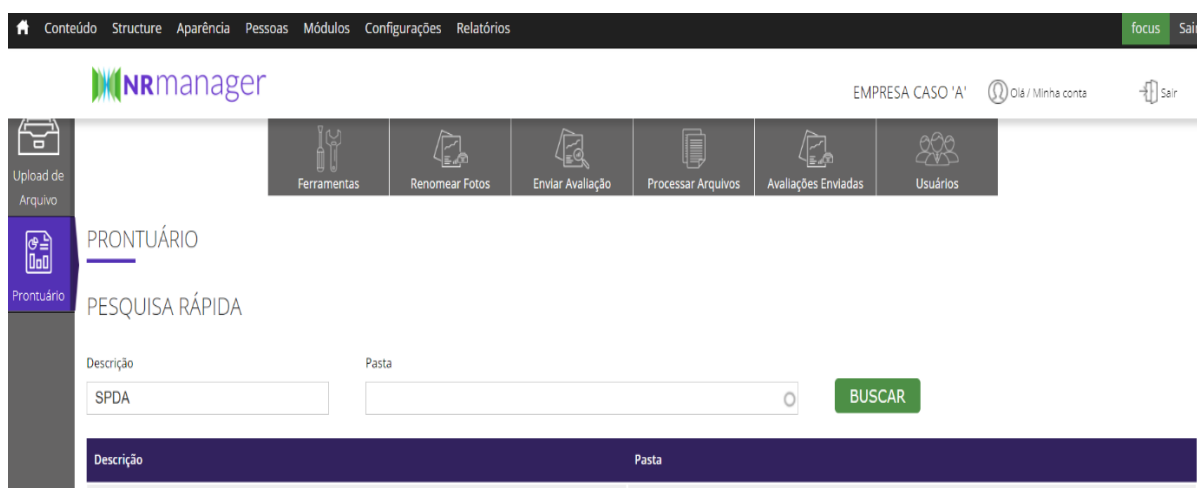 Conteúdo Structure Aparência Pessoas Módulos Configurações Relatórios focus Sair
NRmanager EMPRESA CASO 'A' Olá / Minha conta Sair
Upload de
Arquivo
Ferramentas Renomear Fotos Enviar Avaliação Processar Arquivos Avaliações Enviadas Usuários
Prontuário
PRONTUÁRIO
PESQUISA RÁPIDA
Descrição Pasta
SPDA BUSCAR
Descrição Pasta